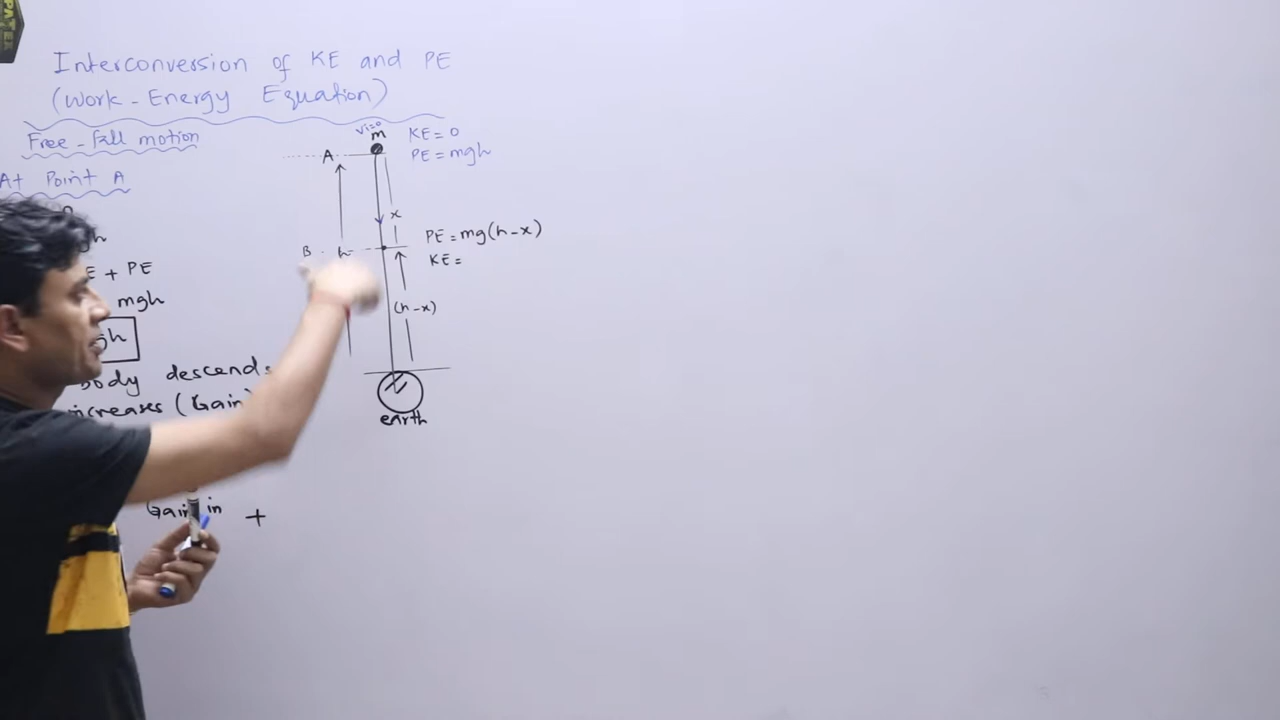 Interconversion of KE and PE
(Work-Energy Equation)
Free-fall motion
At Point A
E + PE
mgh
gh
body descends
increases (Gain)
Gain in +
vi=0
m
KE=0
PE=mgh
A
x
B
h
PE=mg(h-x)
KE=
(h-x)
earth